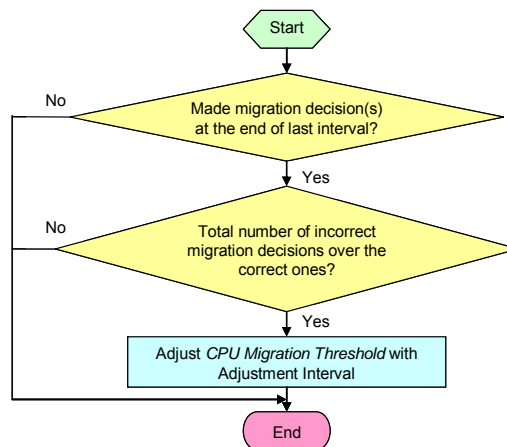 Start
No
Made migration decision(s)
at the end of last interval?
Yes
No
Total number of incorrect
migration decisions over the
correct ones?
Yes
Adjust CPU Migration Threshold with
Adjustment Interval
End